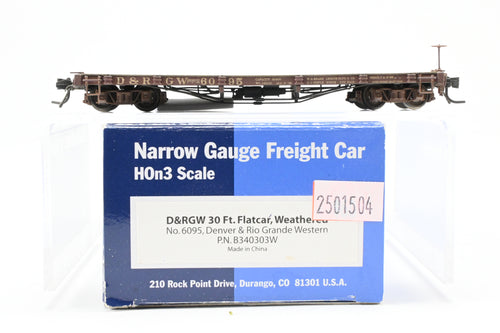 D&RGW 6095
Narrow Gauge Freight Car
HOn3 Scale
2501504
D&RGW 30 Ft. Flatcar, Weathered
No. 6095, Denver & Rio Grande Western
P.N. B340303W
Made in China
210 Rock Point Drive, Durango, CO 81301 U.S.A.